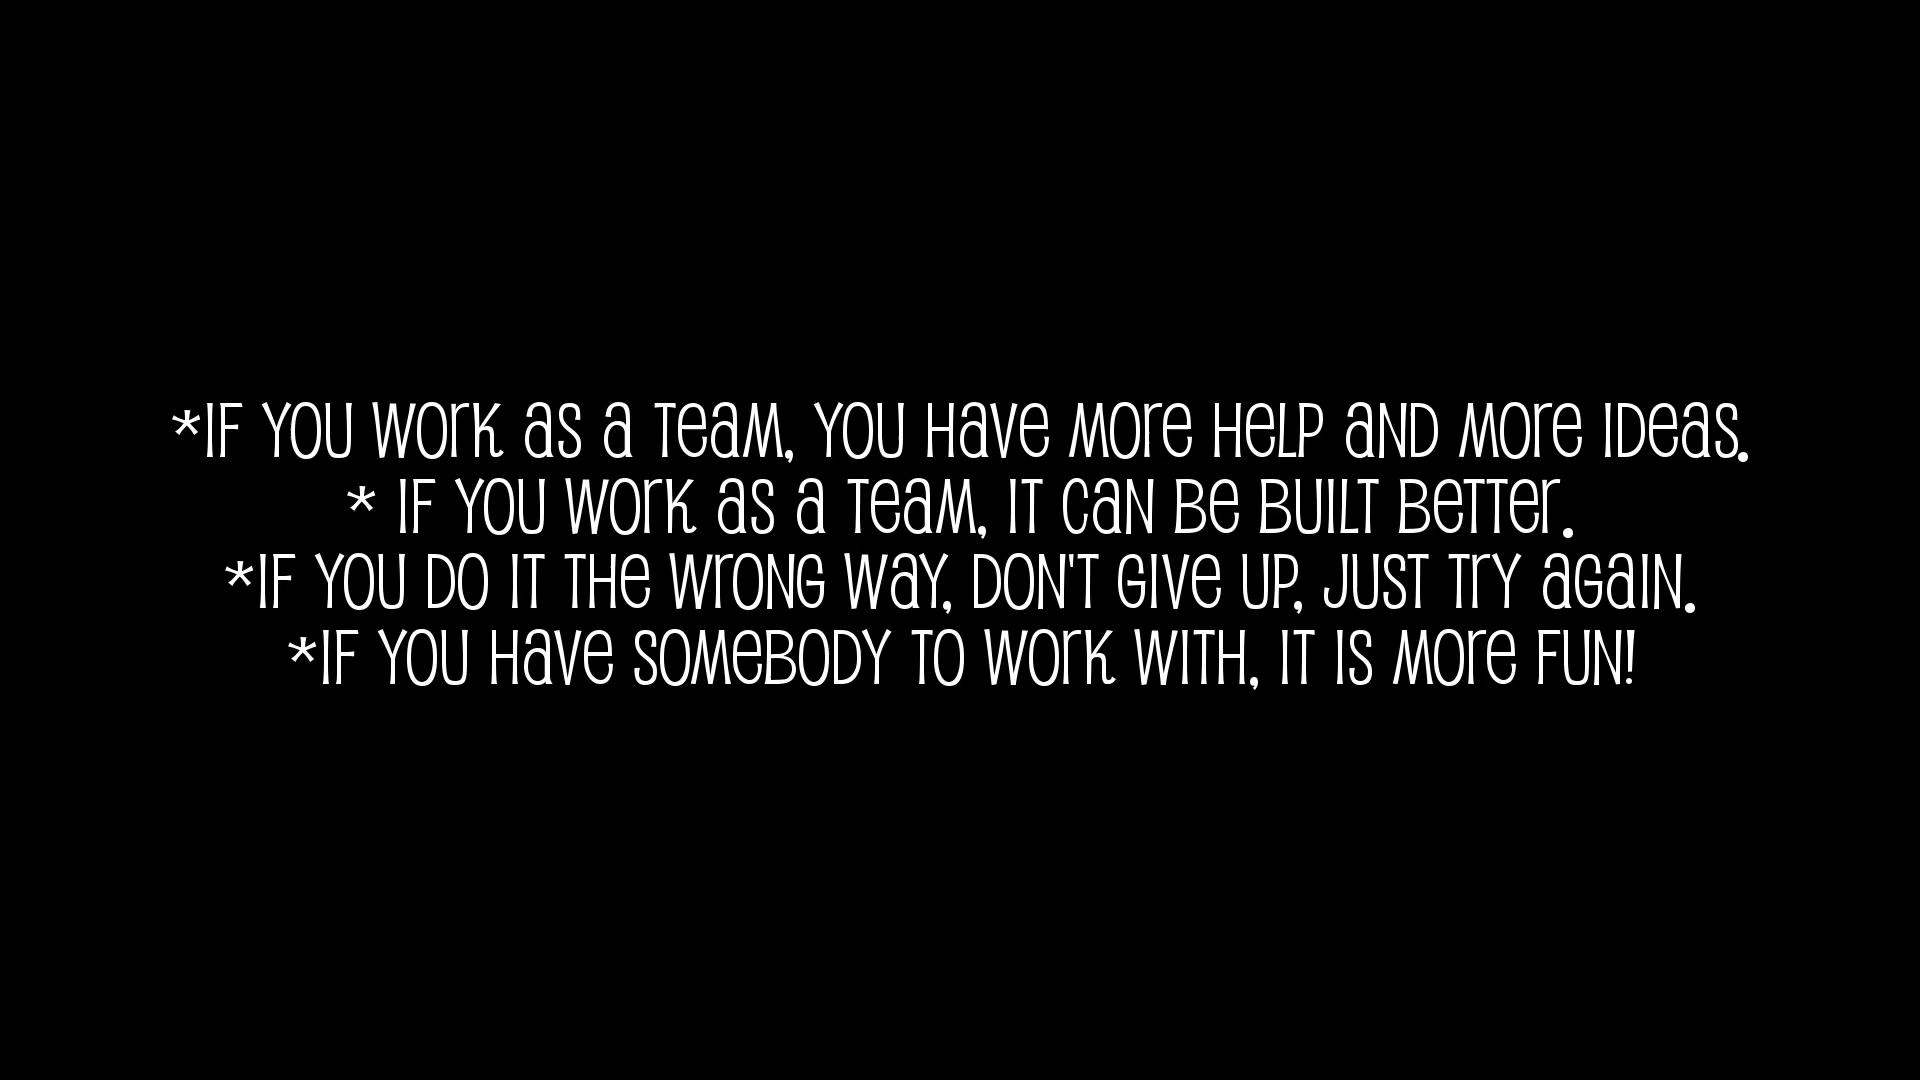 *If you work as a team, you have more help and more ideas.
* If you work as a team, it can be built better.
*If you do it the wrong way, don't give up, just try again.
*If you have somebody to work with, it is more fun!